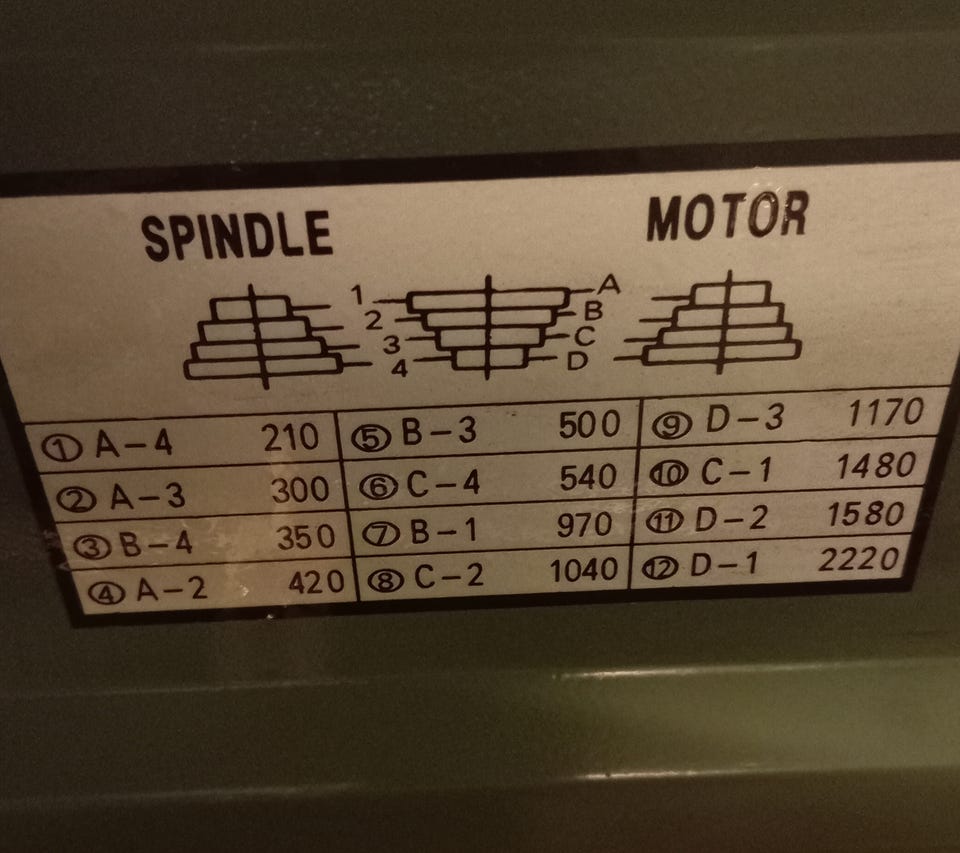 SPINDLE MOTOR
1 A
2 B
3 C
4 D
① A-4 210 ⑤ B-3 500 ⑨ D-3 1170
② A-3 300 ⑥ C-4 540 ⑩ C-1 1480
③ B-4 350 ⑦ B-1 970 ⑪ D-2 1580
④ A-2 420 ⑧ C-2 1040 ⑫ D-1 2220